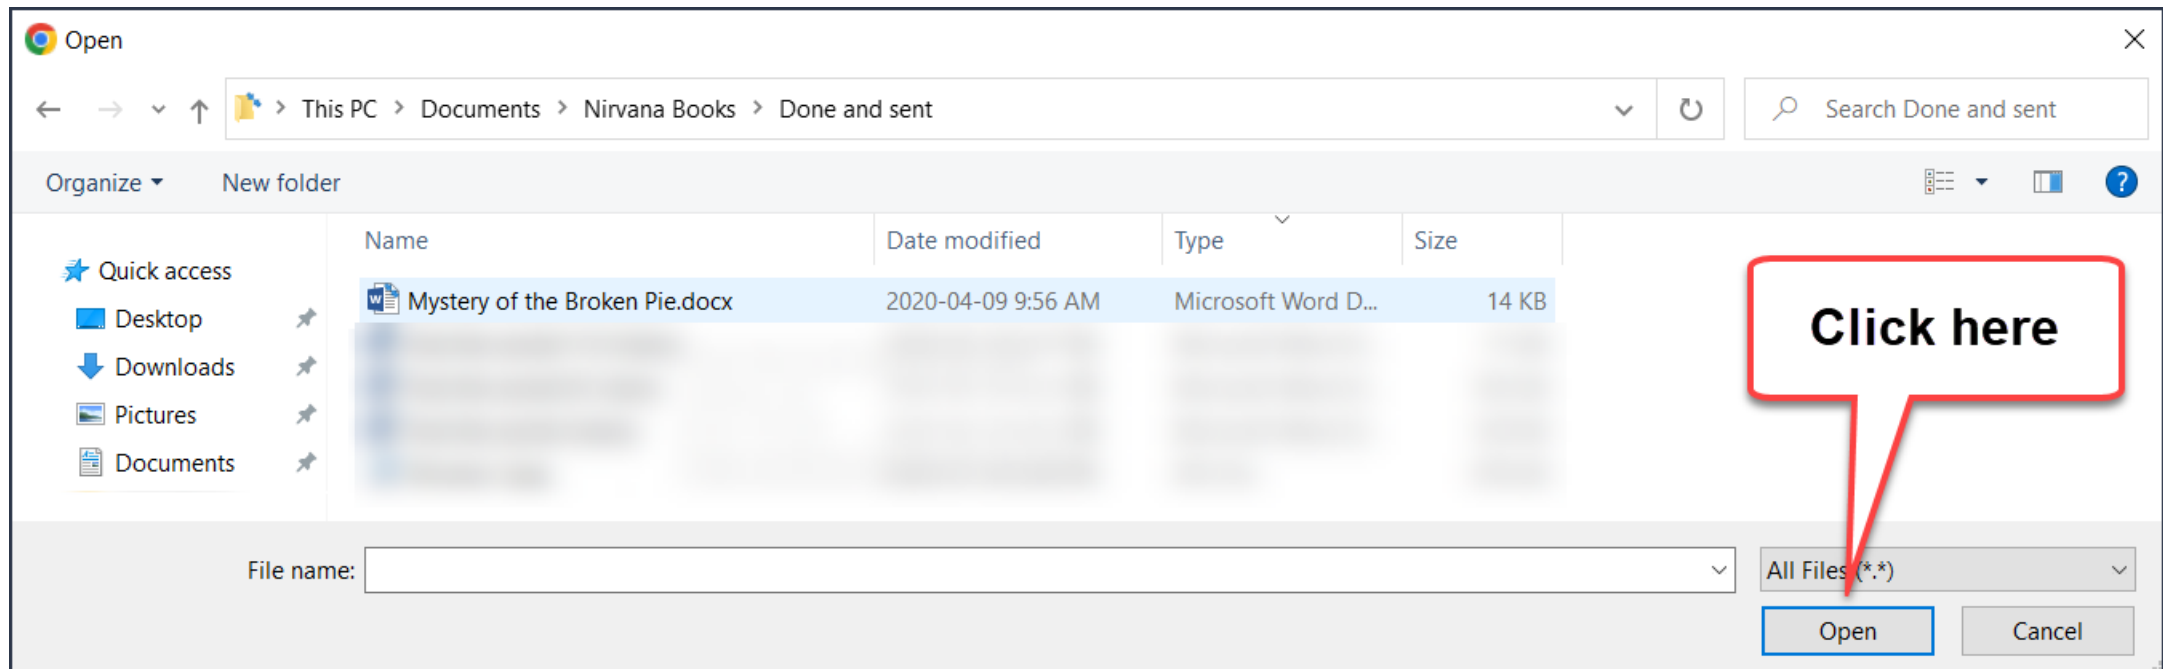 Open
This PC > Documents > Nirvana Books > Done and sent
Search Done and sent
Organize
New folder
?
Name Date modified Type Size
Quick access
Desktop
Downloads
Pictures
Documents
Mystery of the Broken Pie.docx 2020-04-09 9:56 AM Microsoft Word D... 14 KB
Click here
File name:
All Files (*.*)
Open
Cancel